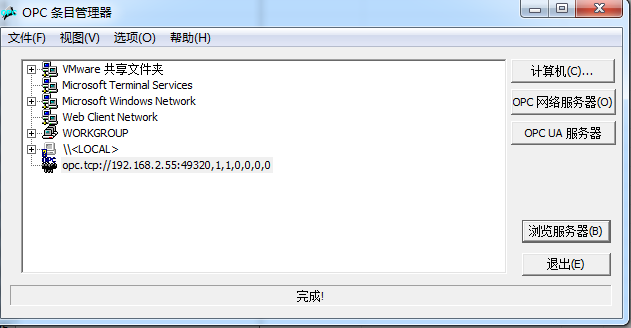 OPC 条目管理器
文件(F) 视图(V) 选项(O) 帮助(H)
VMware 共享文件夹
Microsoft Terminal Services
Microsoft Windows Network
Web Client Network
WORKGROUP
\\<LOCAL>
OPC
opc.tcp://192.168.2.55:49320,1,1,0,0,0,0
计算机(C)...
OPC 网络服务器(O)
OPC UA 服务器
浏览服务器(B)
退出(E)
完成!